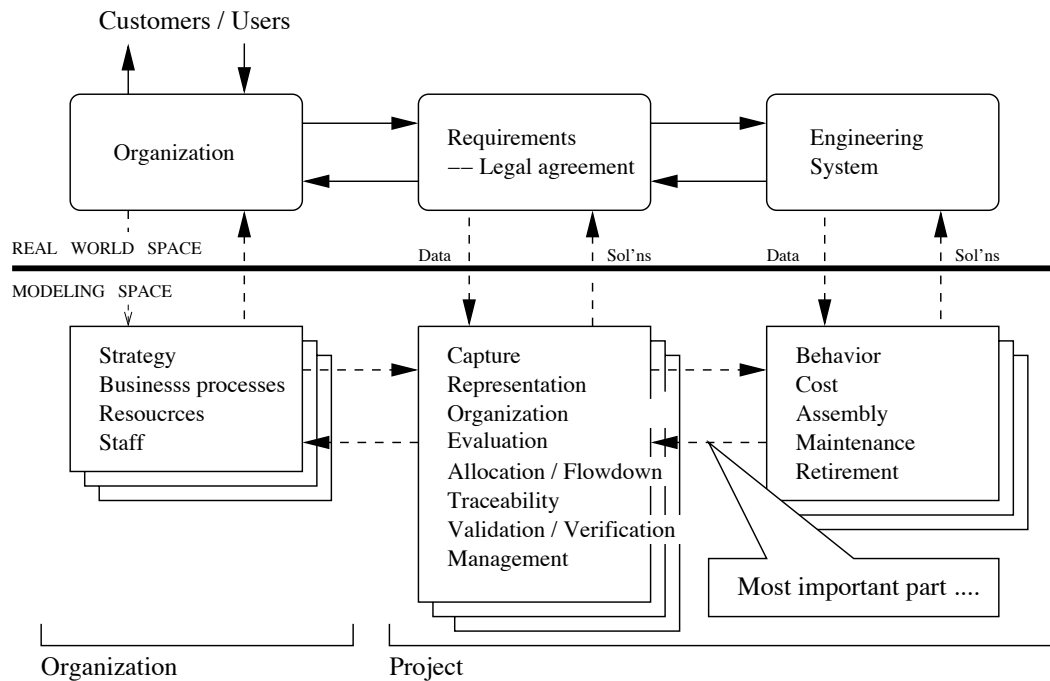 Customers / Users
Organization
Requirements
-- Legal agreement
Engineering
System
REAL WORLD SPACE
Data
Sol'ns
Data
Sol'ns
MODELING SPACE
Strategy
Businesss processes
Resoucrces
Staff
Capture
Representation
Organization
Evaluation
Allocation / Flowdown
Traceability
Validation / Verification
Management
Behavior
Cost
Assembly
Maintenance
Retirement
Most important part ....
Organization
Project